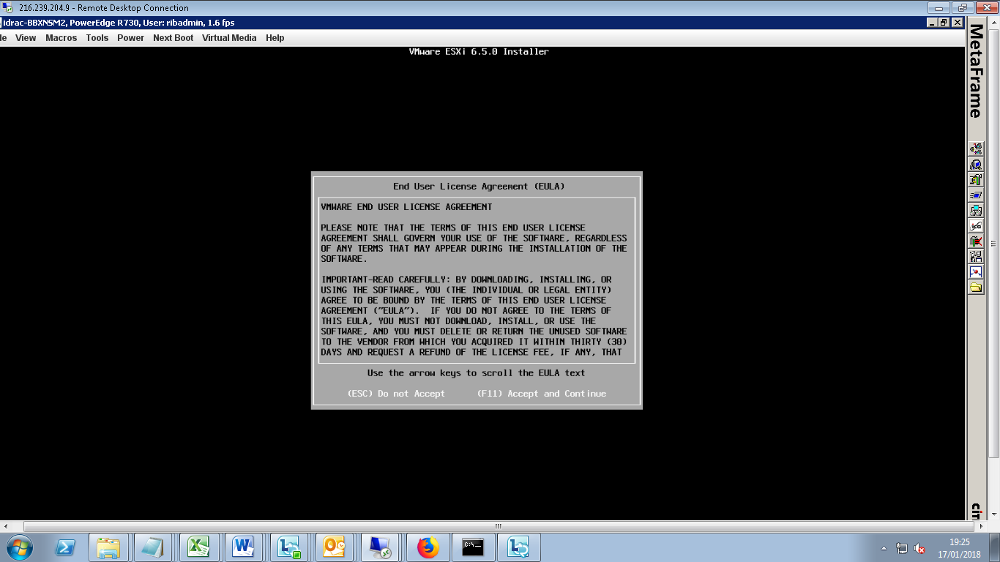 216.239.204.9 - Remote Desktop Connection
idrac-BBXNSM2, PowerEdge R730, User: ribadmin, 1.6 fps
le View Macros Tools Power Next Boot Virtual Media Help
VMware ESXi 6.5.0 Installer
End User License Agreement (EULA)
VMWARE END USER LICENSE AGREEMENT
PLEASE NOTE THAT THE TERMS OF THIS END USER LICENSE
AGREEMENT SHALL GOVERN YOUR USE OF THE SOFTWARE, REGARDLESS
OF ANY TERMS THAT MAY APPEAR DURING THE INSTALLATION OF THE
SOFTWARE.
IMPORTANT-READ CAREFULLY: BY DOWNLOADING, INSTALLING, OR
USING THE SOFTWARE, YOU (THE INDIVIDUAL OR LEGAL ENTITY)
AGREE TO BE BOUND BY THE TERMS OF THIS END USER LICENSE
AGREEMENT ("EULA"). IF YOU DO NOT AGREE TO THE TERMS OF
THIS EULA, YOU MUST NOT DOWNLOAD, INSTALL, OR USE THE
SOFTWARE, AND YOU MUST DELETE OR RETURN THE UNUSED SOFTWARE
TO THE VENDOR FROM WHICH YOU ACQUIRED IT WITHIN THIRTY (30)
DAYS AND REQUEST A REFUND OF THE LICENSE FEE, IF ANY, THAT
Use the arrow keys to scroll the EULA text
(ESC) Do not Accept (F11) Accept and Continue
MetaFrame
ica
19:25
17/01/2018